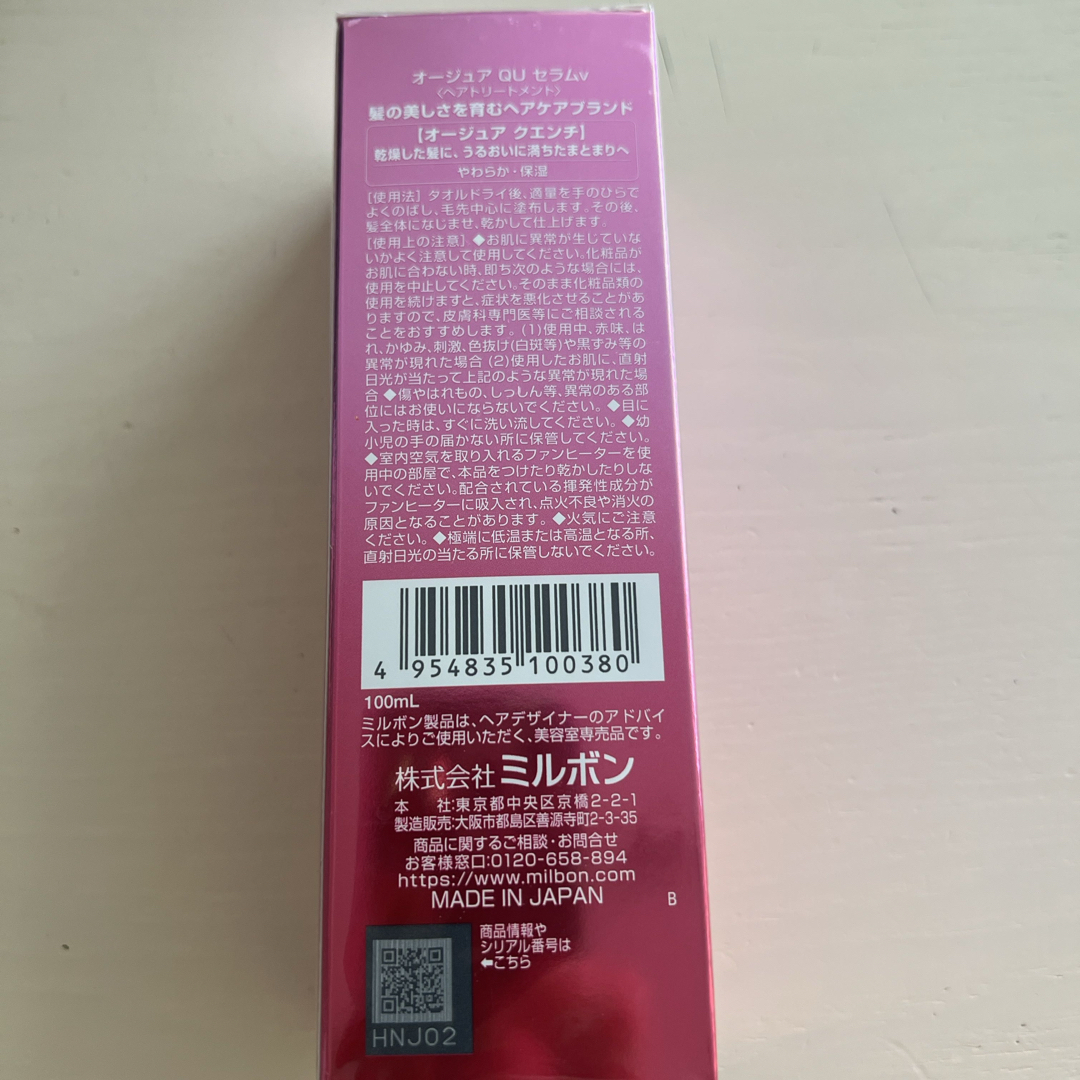 オージュア QU セラムv
〈ヘアトリートメント〉
髪の美しさを育むヘアケアブランド
【オージュア クエンチ】
乾燥した髪に、うるおいに満ちたまとまりへ
やわらか・保湿
[使用法] タオルドライ後、適量を手のひらで
よくのばし、毛先中心に塗布します。その後、
髪全体になじませ、乾かして仕上げます。
[使用上の注意] ◆お肌に異常が生じていな
いかよく注意して使用してください。化粧品が
お肌に合わない時、即ち次のような場合には、
使用を中止してください。そのまま化粧品類の
使用を続けますと、症状を悪化させることがあ
りますので、皮膚科専門医等にご相談される
ことをおすすめします。(1)使用中、赤味、は
れ、かゆみ、刺激、色抜け(白斑等)や黒ずみ等の
異常が現れた場合 (2)使用したお肌に、直射
日光が当たって上記のような異常が現れた場
合 ◆傷やはれもの、しっしん等、異常のある部
位にはお使いにならないでください。◆目に
入った時は、すぐに洗い流してください。◆幼
小児の手の届かない所に保管してください。
◆室内空気を取り入れるファンヒーターを使
用中の部屋で、本品をつけたり乾かしたりしな
いでください。配合されている揮発性成分が
ファンヒーターに吸入され、点火不良や消火の
原因となることがあります。◆火気にご注意
ください。◆極端に低温または高温となる所、
直射日光の当たる所に保管しないでください。
4 954835 100380
100mL
ミルボン製品は、ヘアデザイナーのアドバイ
スによりご使用いただく、美容室専売品です。
株式会社 ミルボン
本　社:東京都中央区京橋2-2-1
製造販売:大阪市都島区善源寺町2-3-35
商品に関するご相談・お問合せ
お客様窓口:0120-658-894
https://www.milbon.com
MADE IN JAPAN B
商品情報や
シリアル番号は
⬅こちら
HNJ02